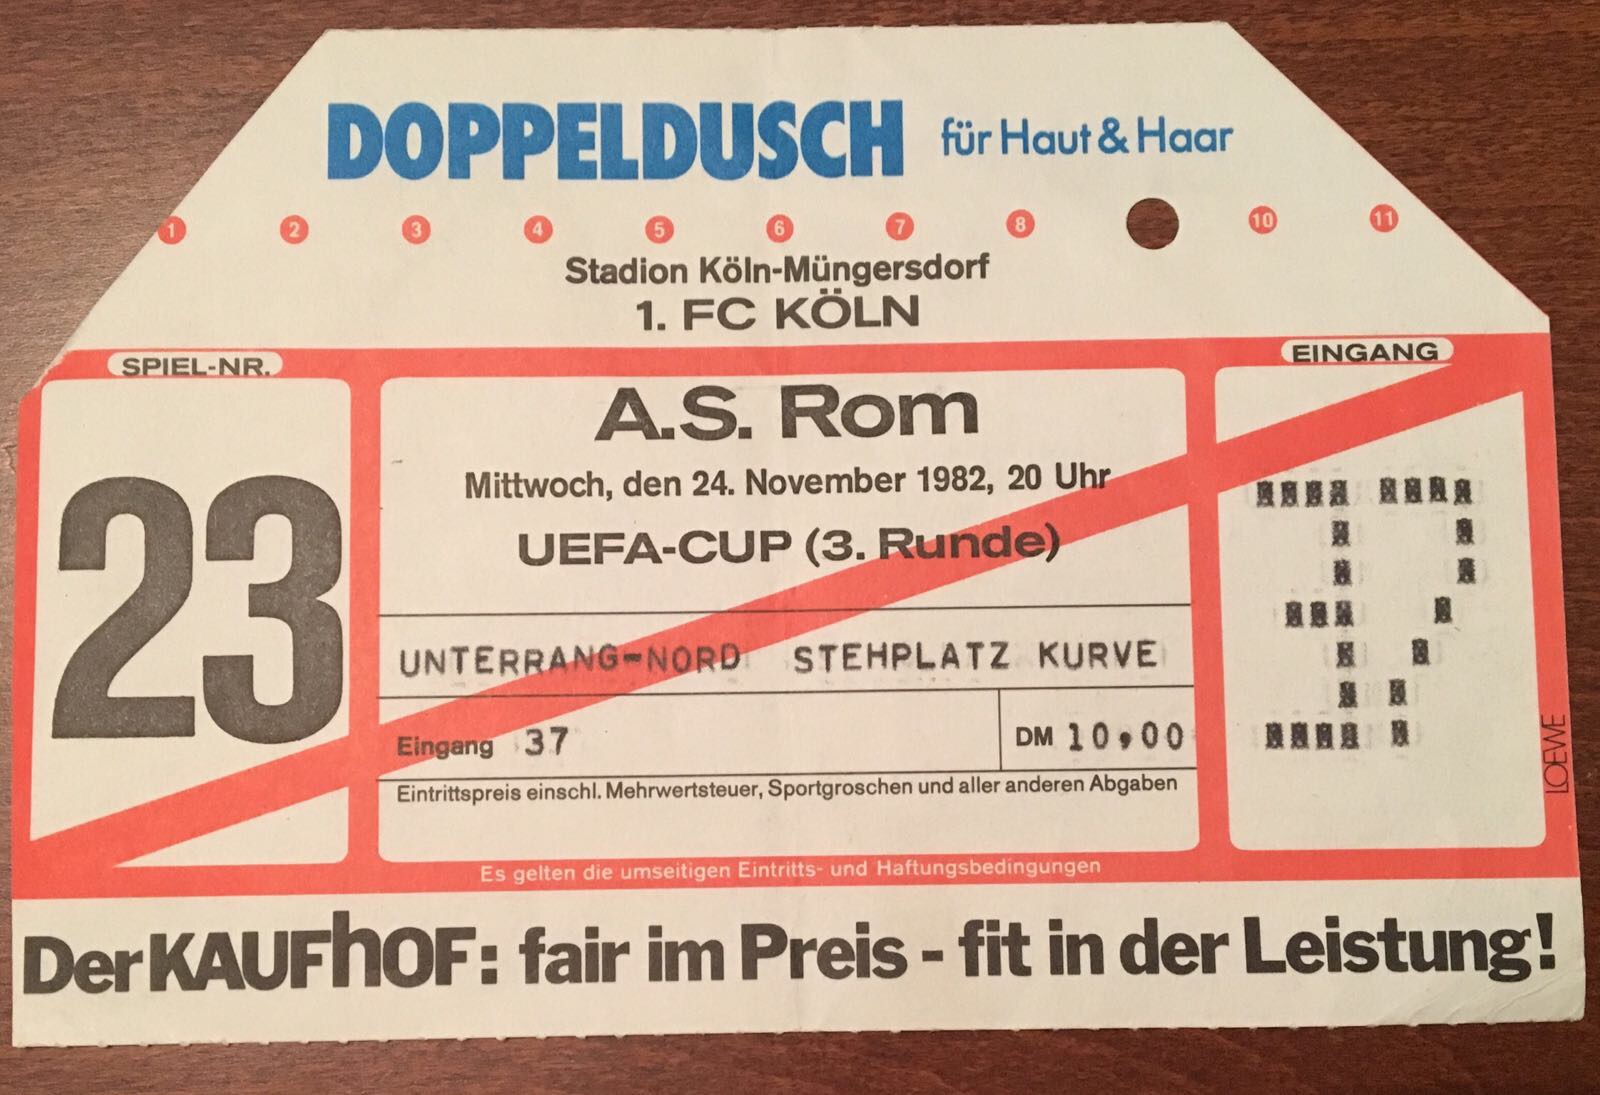 DOPPELDUSCH für Haut & Haar
1 2 3 4 5 6 7 8 10 11
Stadion Köln-Müngersdorf
1. FC KÖLN
SPIEL-NR.
23
A.S. Rom
Mittwoch, den 24. November 1982, 20 Uhr
UEFA-CUP (3. Runde)
UNTERRANG-NORD STEHPLATZ KURVE
Eingang 37
DM 10,00
Eintrittspreis einschl. Mehrwertsteuer, Sportgroschen und aller anderen Abgaben
EINGANG
37
LOEWE
Es gelten die umseitigen Eintritts- und Haftungsbedingungen
Der KAUFhOF: fair im Preis - fit in der Leistung!